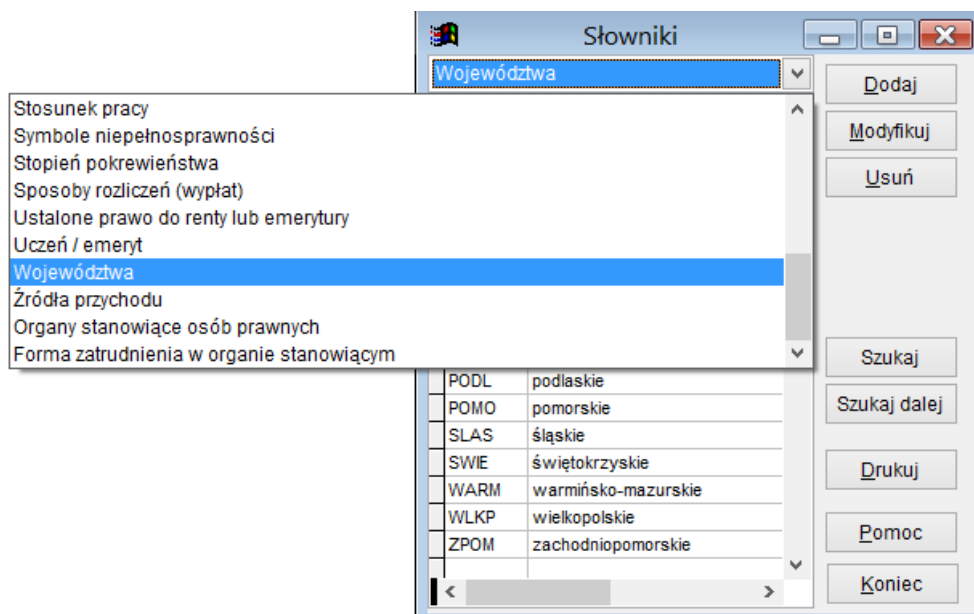 Słowniki
Województwa
Stosunek pracy
Symbole niepełnosprawności
Stopień pokrewieństwa
Sposoby rozliczeń (wypłat)
Ustalone prawo do renty lub emerytury
Uczeń / emeryt
Województwa
Źródła przychodu
Organy stanowiące osób prawnych
Forma zatrudnienia w organie stanowiącym
PODL podlaskie
POMO pomorskie
SLAS śląskie
SWIE świętokrzyskie
WARM warmińsko-mazurskie
WLKP wielkopolskie
ZPOM zachodniopomorskie
Dodaj
Modyfikuj
Usuń
Szukaj
Szukaj dalej
Drukuj
Pomoc
Koniec